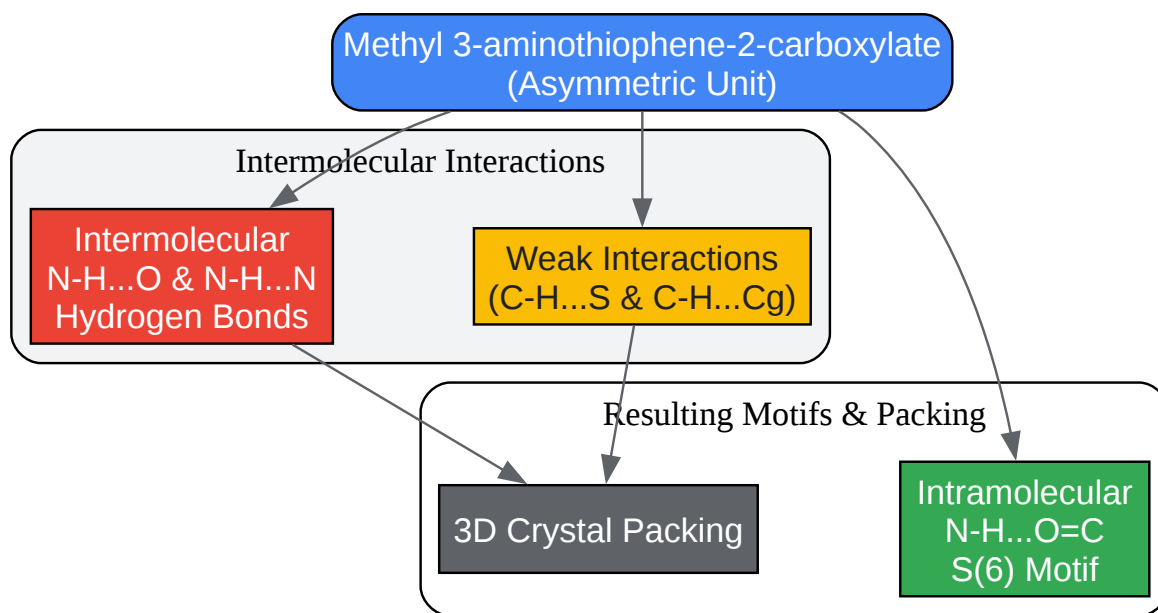 Methyl 3-aminothiophene-2-carboxylate
(Asymmetric Unit)
Intermolecular Interactions
Intermolecular
N-H...O & N-H...N
Hydrogen Bonds
Weak Interactions
(C-H...S & C-H...Cg)
Resulting Motifs & Packing
3D Crystal Packing
Intramolecular
N-H...O=C
S(6) Motif